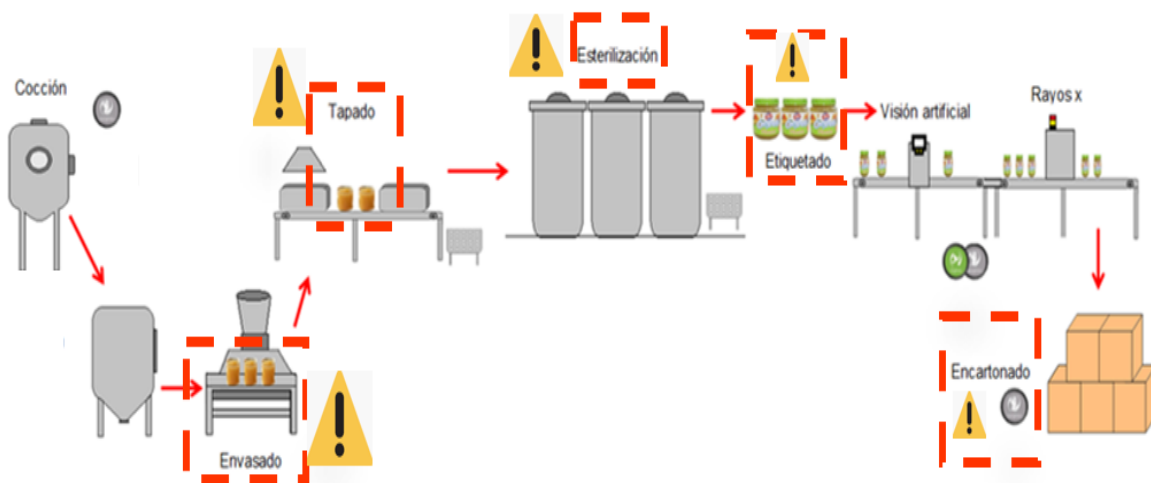 Cocción
Envasado
Tapado
Esterilización
Etiquetado
Visión artificial
Rayos x
Encartonado